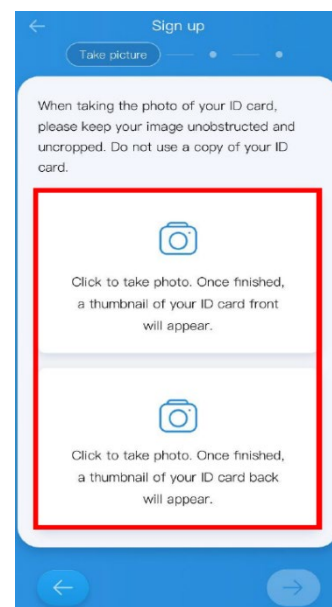 Sign up
Take picture
When taking the photo of your ID card,
please keep your image unobstructed and
uncropped. Do not use a copy of your ID
card.
Click to take photo. Once finished,
a thumbnail of your ID card front
will appear.
Click to take photo. Once finished,
a thumbnail of your ID card back
will appear.